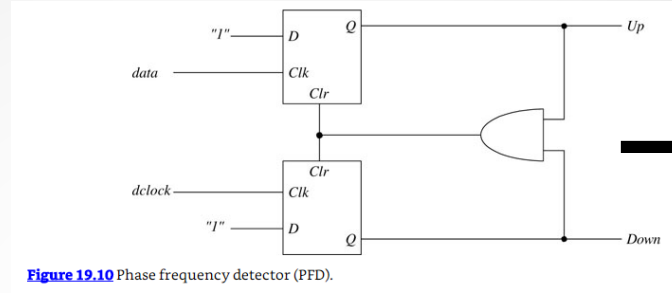 "1"
D
Q
Up
data
Clk
Clr
Clr
dclock
Clk
"1"
D
Q
Down
Figure 19.10 Phase frequency detector (PFD).